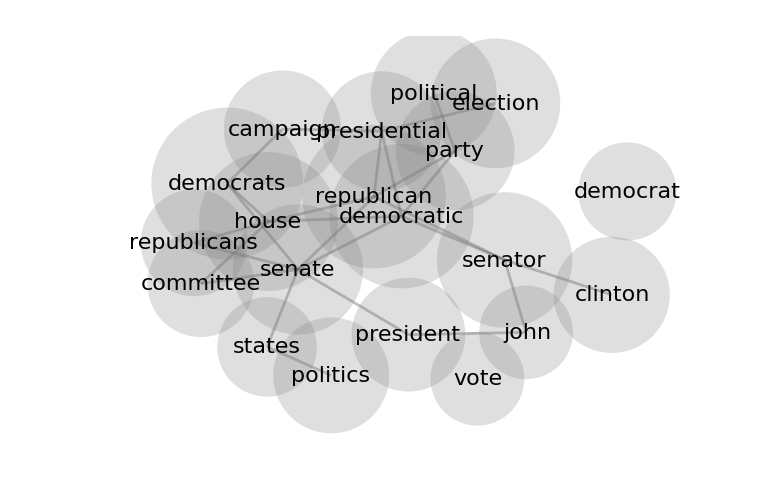 political
election
campaign
presidential
party
democrats
democrat
republican
democratic
house
republicans
senator
senate
committee
clinton
president
john
states
politics
vote